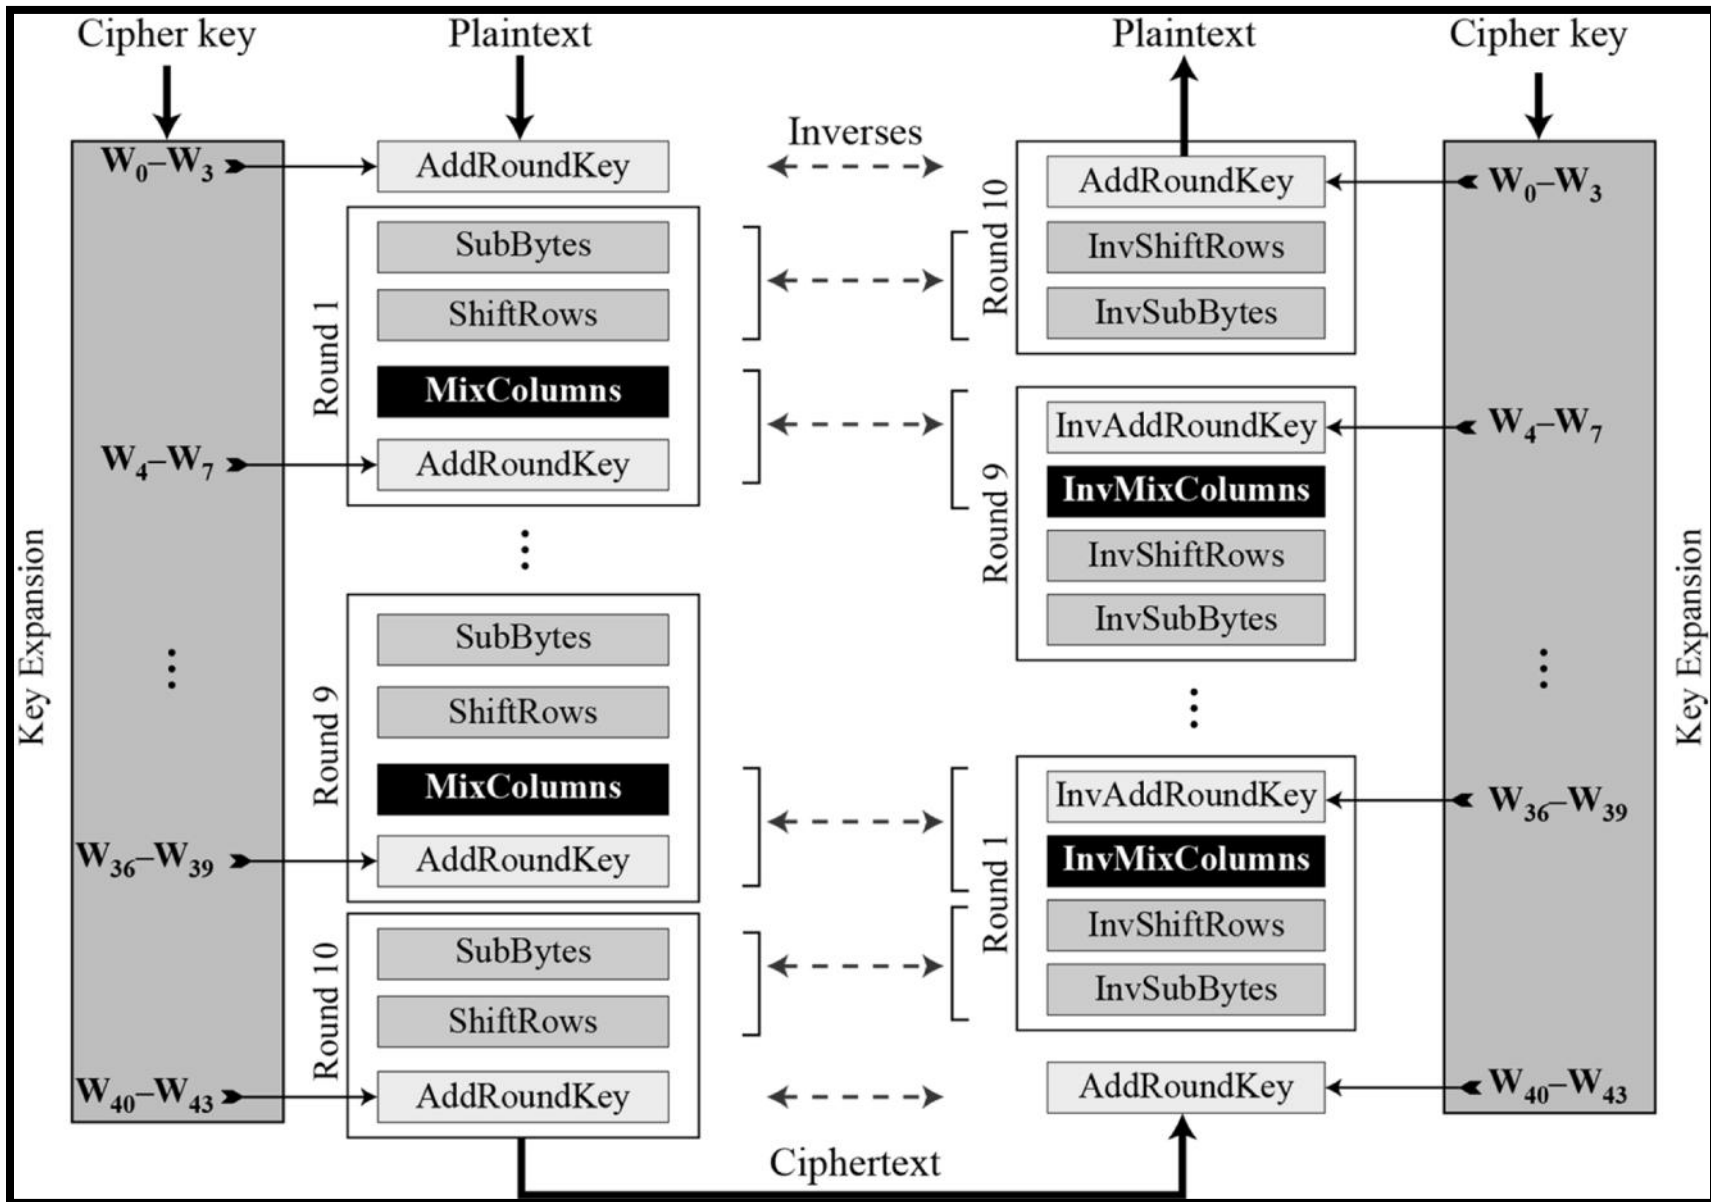 Cipher key
Plaintext
Plaintext
Cipher key
Inverses
Key Expansion
W0–W3
W4–W7
W36–W39
W40–W43
AddRoundKey
Round 1
SubBytes
ShiftRows
MixColumns
AddRoundKey
Round 9
SubBytes
ShiftRows
MixColumns
AddRoundKey
Round 10
SubBytes
ShiftRows
AddRoundKey
Round 10
AddRoundKey
InvShiftRows
InvSubBytes
Round 9
InvAddRoundKey
InvMixColumns
InvShiftRows
InvSubBytes
Round 1
InvAddRoundKey
InvMixColumns
InvShiftRows
InvSubBytes
AddRoundKey
W0–W3
W4–W7
W36–W39
W40–W43
Key Expansion
Ciphertext